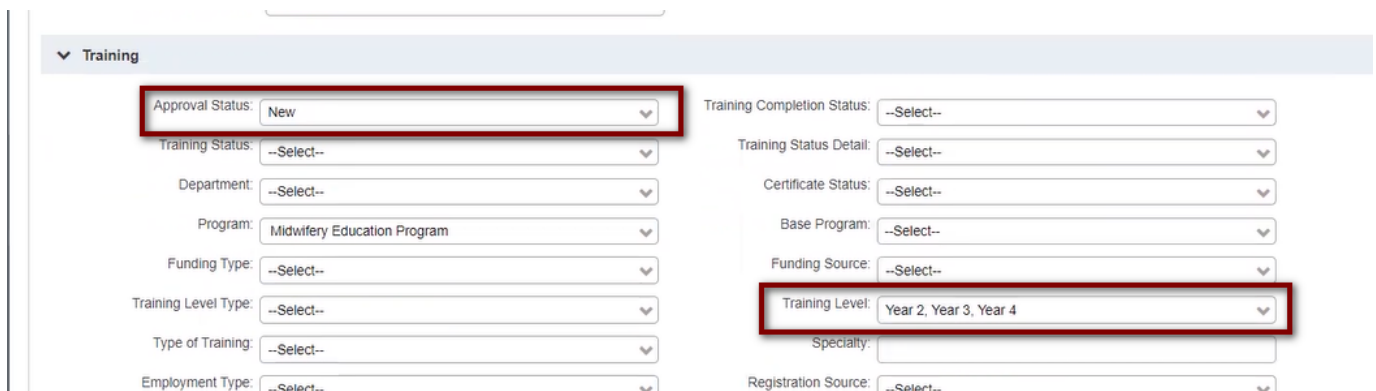 Training
Approval Status: New
Training Completion Status: --Select--
Training Status: --Select--
Training Status Detail: --Select--
Department: --Select--
Certificate Status: --Select--
Program: Midwifery Education Program
Base Program: --Select--
Funding Type: --Select--
Funding Source: --Select--
Training Level Type: --Select--
Training Level: Year 2, Year 3, Year 4
Type of Training: --Select--
Specialty:
Employment Type: --Select--
Registration Source: --Select--